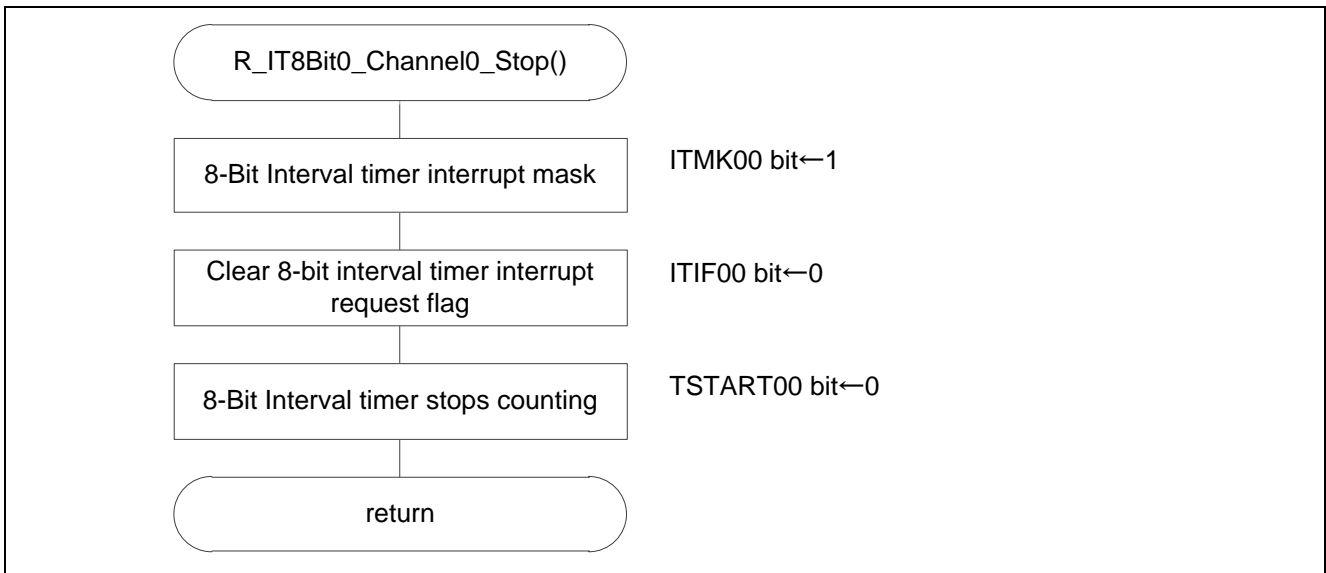 R_IT8Bit0_Channel0_Stop()
8-Bit Interval timer interrupt mask
ITMK00 bit←1
Clear 8-bit interval timer interrupt
request flag
ITIF00 bit←0
8-Bit Interval timer stops counting
TSTART00 bit←0
return